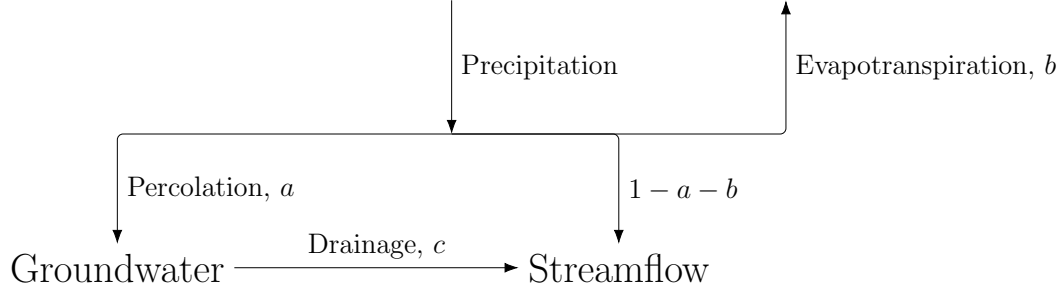 Precipitation
Evapotranspiration, b
Percolation, a
1 − a − b
Drainage, c
Groundwater
Streamflow